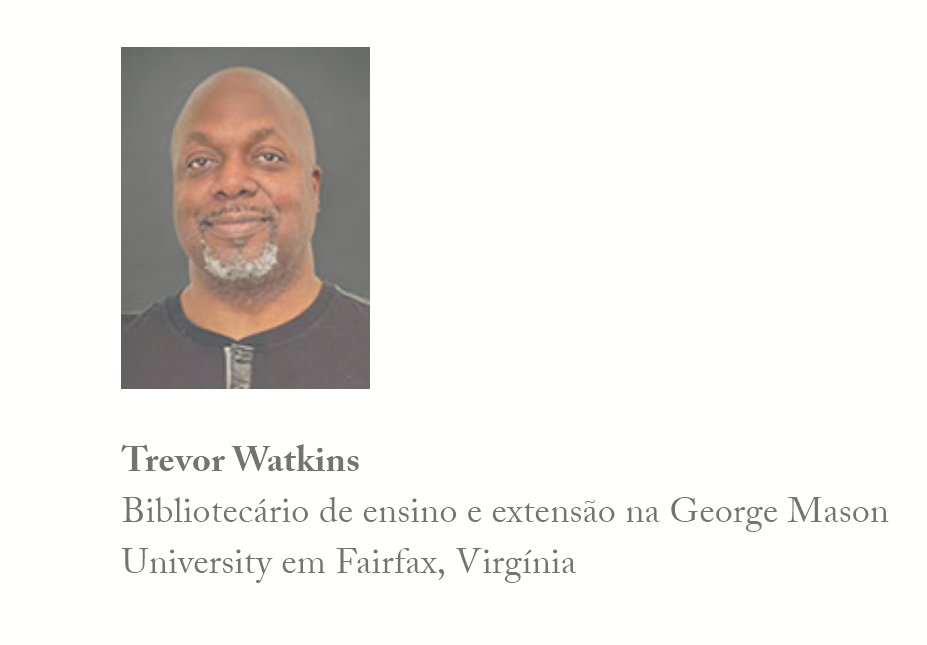 Trevor Watkins
Bibliotecário de ensino e extensão na George Mason
University em Fairfax, Virgínia